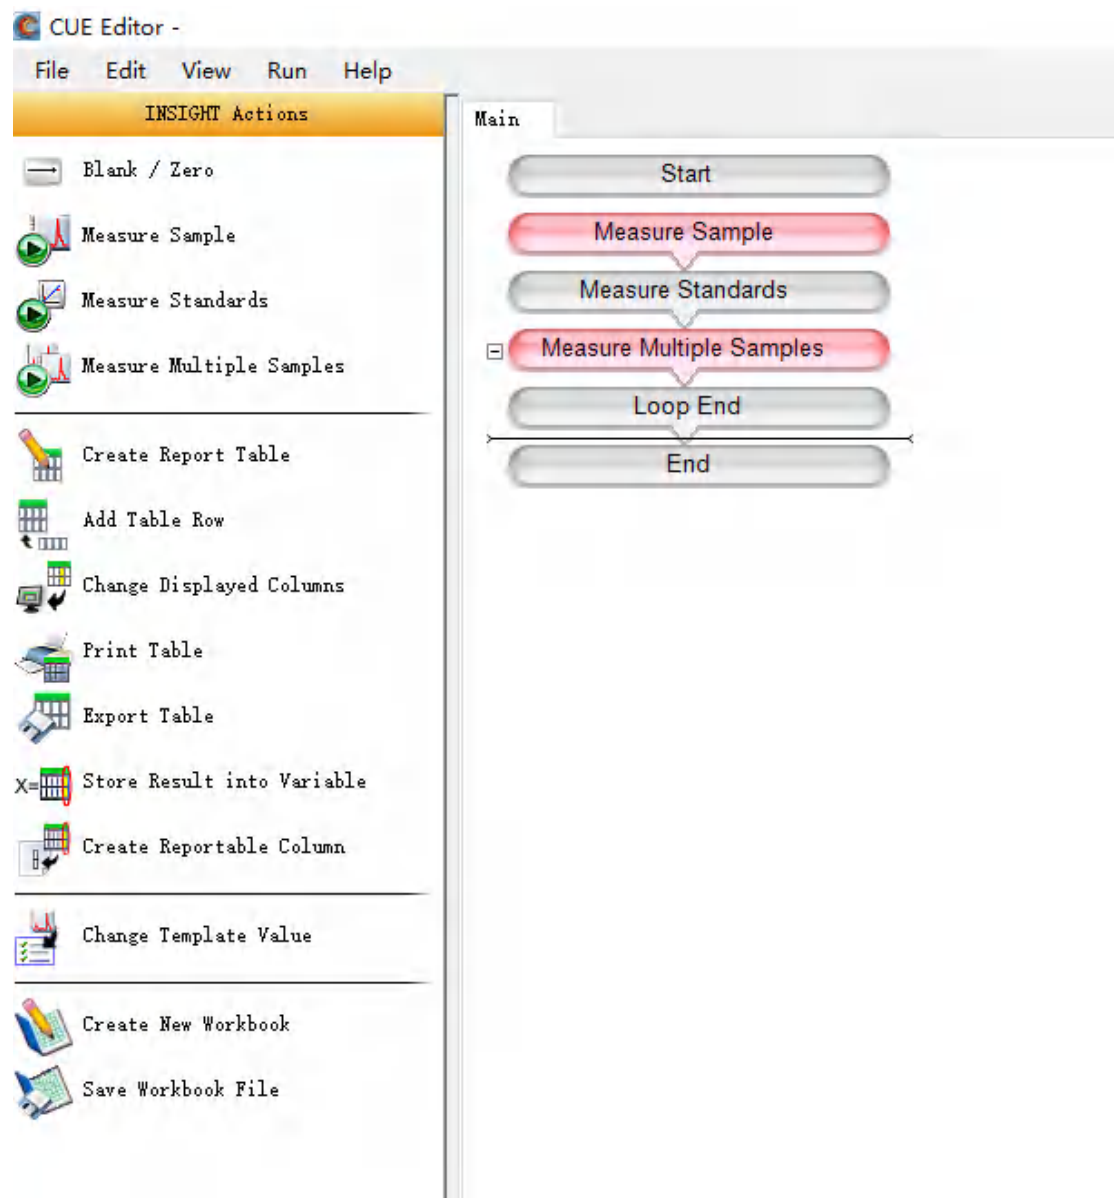 CUE Editor -
File Edit View Run Help
INSIGHT Actions
Blank / Zero
Measure Sample
Measure Standards
Measure Multiple Samples
Create Report Table
Add Table Row
Change Displayed Columns
Print Table
Export Table
X= Store Result into Variable
Create Reportable Column
Change Template Value
Create New Workbook
Save Workbook File
Main
Start
Measure Sample
Measure Standards
Measure Multiple Samples
Loop End
End